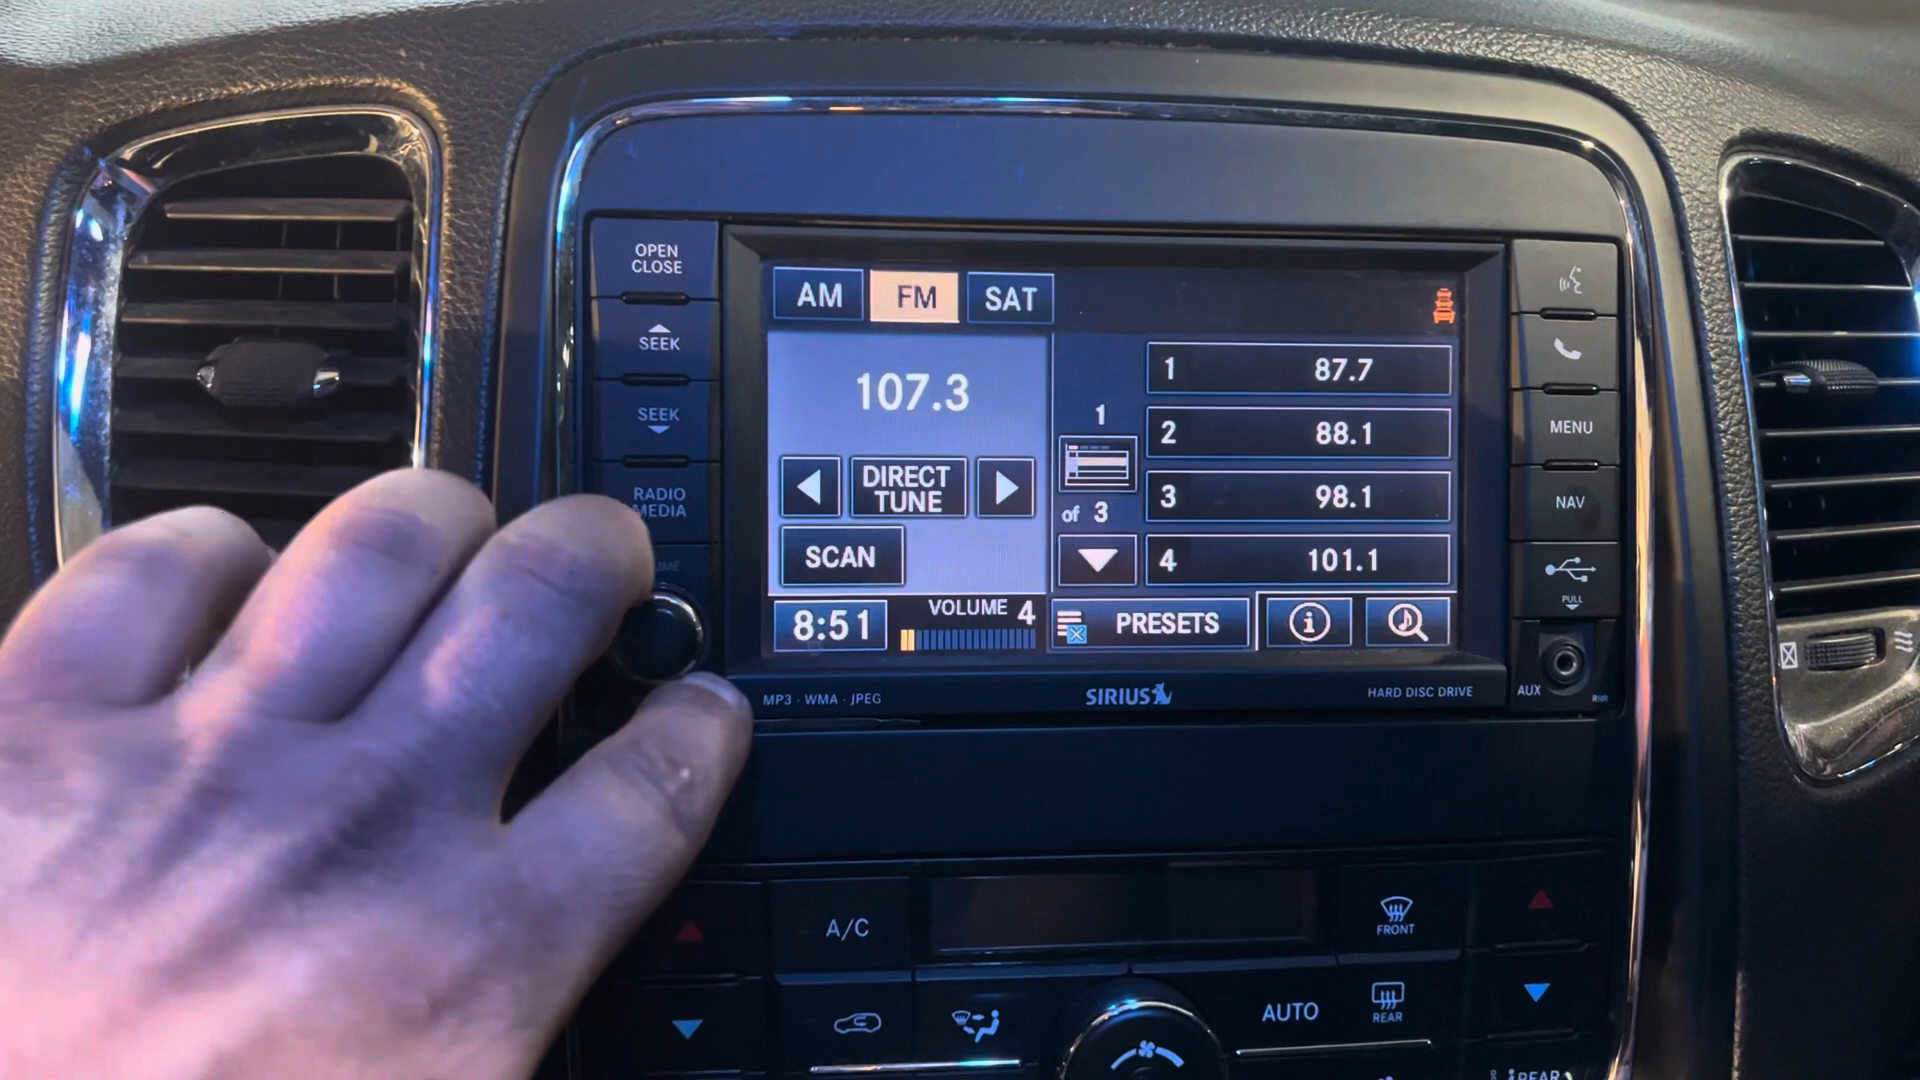 OPEN
CLOSE
SEEK
SEEK
RADIO
MEDIA
AM
FM
SAT
107.3
DIRECT
TUNE
SCAN
8:51
VOLUME 4
1
of 3
1 87.7
2 88.1
3 98.1
4 101.1
PRESETS
MENU
NAV
PULL
AUX
MP3 · WMA · JPEG
SIRIUS
HARD DISC DRIVE
A/C
FRONT
AUTO
REAR
REAR